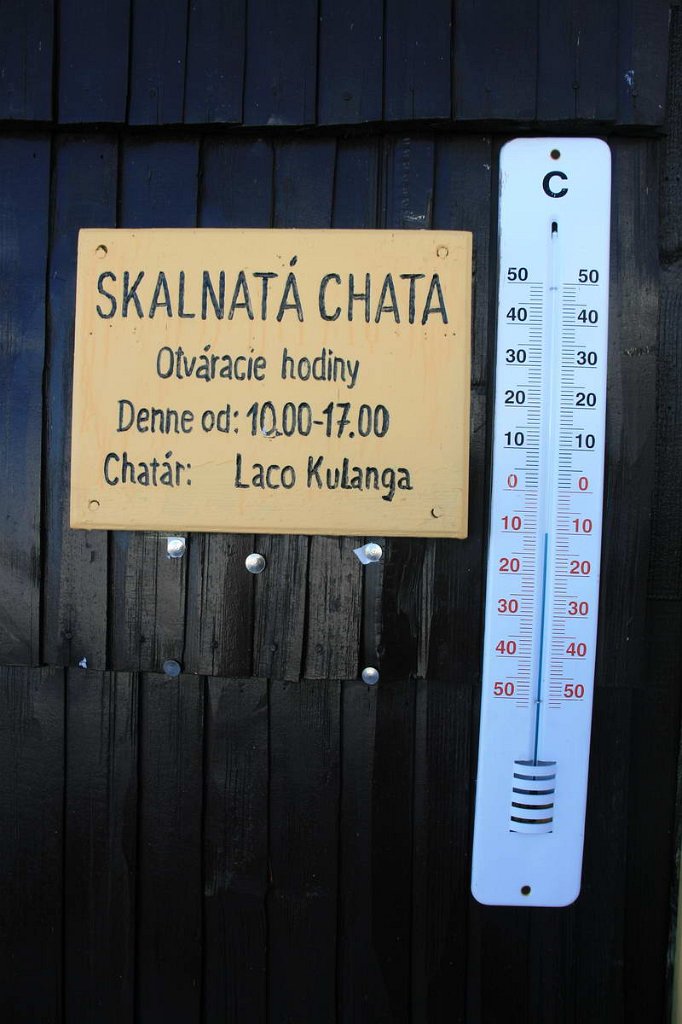 SKALNATÁ CHATA
Otváracie hodiny
Denne od: 10.00-17.00
Chatár: Laco Kulanga
C
50 50
40 40
30 30
20 20
10 10
0 0
10 10
20 20
30 30
40 40
50 50